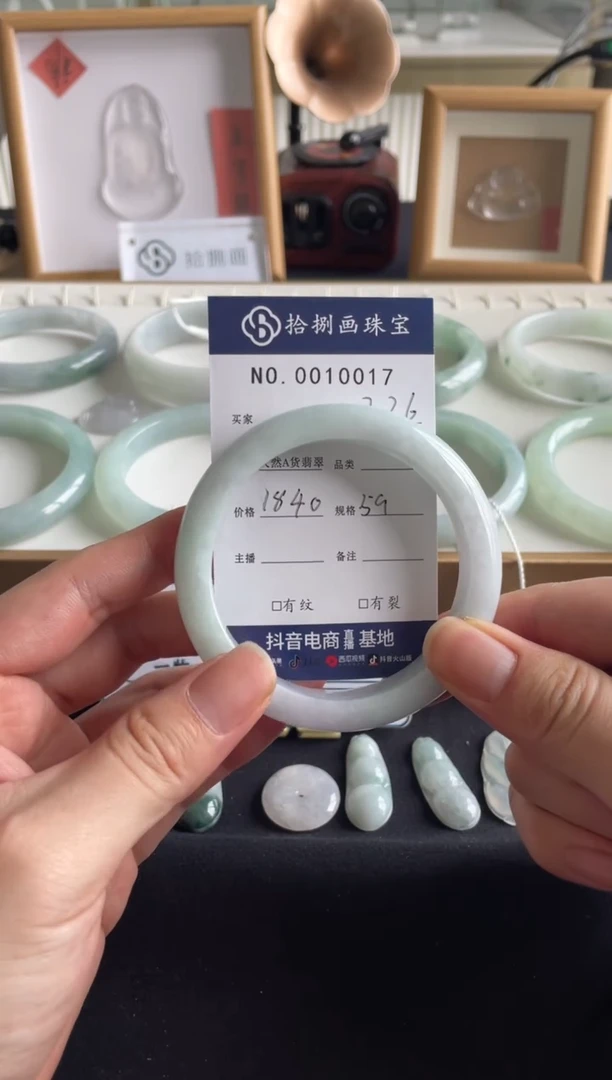 拾捌画
拾捌画珠宝
NO.0010017
买家
然A货翡翠 品类
价格 1840 规格 59
主播 备注
□有纹 □有裂
抖音电商直播基地
西瓜视频 抖音火山版